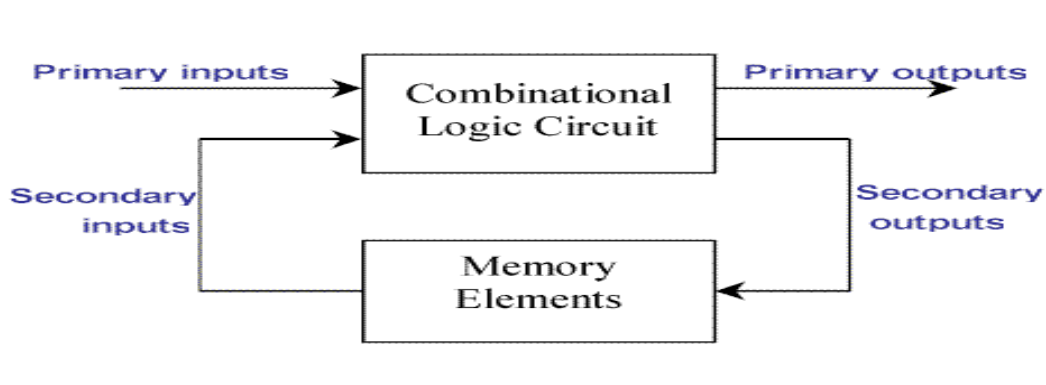 Primary inputs
Primary outputs
Combinational
Logic Circuit
Secondary
inputs
Secondary
outputs
Memory
Elements